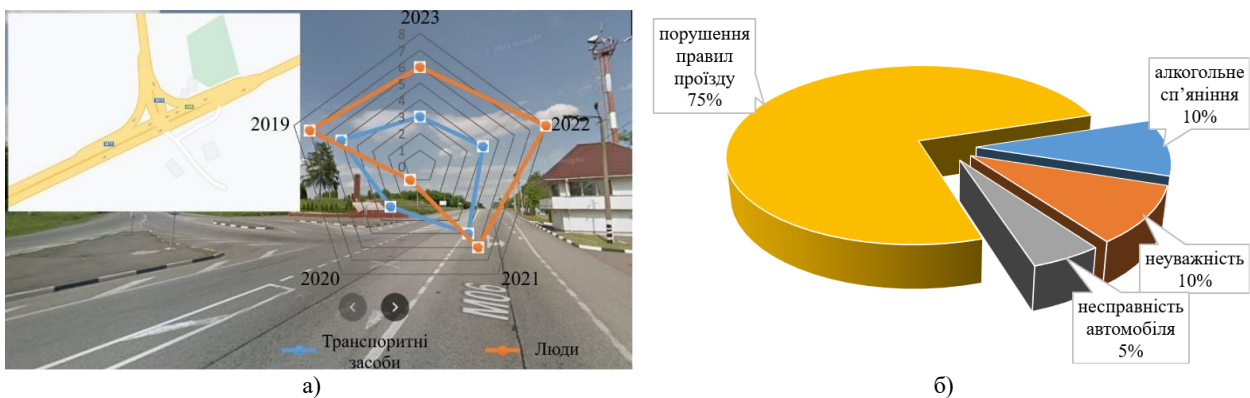 2023
8
7
6
5
4
3
2
1
0
2019
2022
2020
2021
M06
Транспоритні
засоби
Люди
а)
порушення
правил
проїзду
75%
алкогольне
сп’яніння
10%
неуважність
10%
несправність
автомобіля
5%
б)